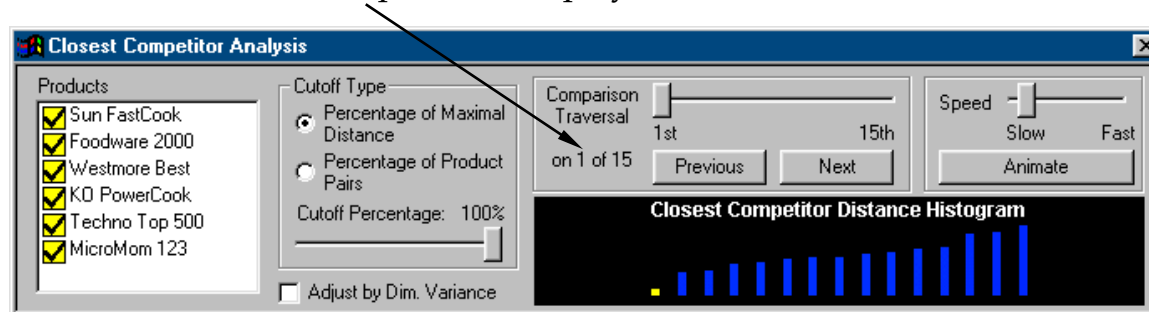 Closest Competitor Analysis
Products
Sun FastCook
Foodware 2000
Westmore Best
KO PowerCook
Techno Top 500
MicroMom 123
Cutoff Type
Percentage of Maximal
Distance
Percentage of Product
Pairs
Cutoff Percentage: 100%
Adjust by Dim. Variance
Comparison
Traversal
1st 15th
on 1 of 15
Previous Next
Speed
Slow Fast
Animate
Closest Competitor Distance Histogram